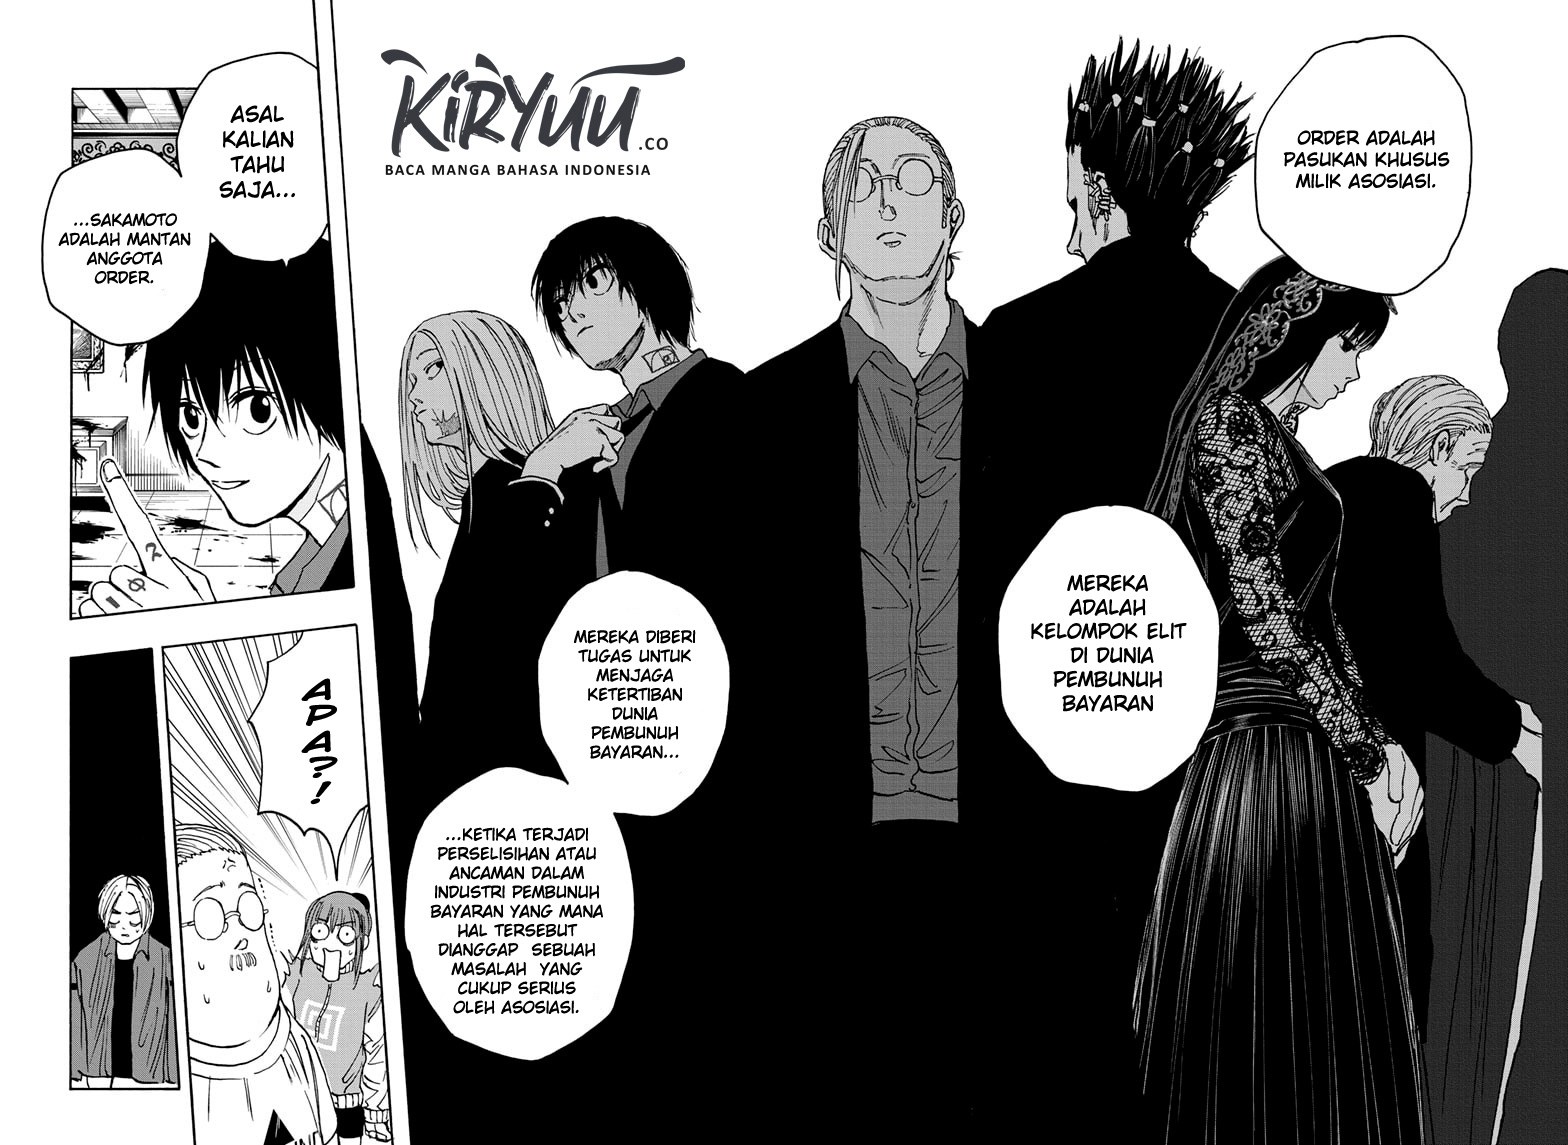 KIRYUU.CO
BACA MANGA BAHASA INDONESIA
ORDER ADALAH
PASUKAN KHUSUS
MILIK ASOSIASI.
MEREKA
ADALAH
KELOMPOK ELIT
DI DUNIA
PEMBUNUH
BAYARAN
MEREKA DIBERI
TUGAS UNTUK
MENJAGA
KETERTIBAN
DUNIA
PEMBUNUH
BAYARAN...
...KETIKA TERJADI
PERSELISIHAN ATAU
ANCAMAN DALAM
INDUSTRI PEMBUNUH
BAYARAN YANG MANA
HAL TERSEBUT
DIANGGAP SEBUAH
MASALAH YANG
CUKUP SERIUS
OLEH ASOSIASI.
ASAL
KALIAN
TAHU
SAJA...
...SAKAMOTO
ADALAH MANTAN
ANGGOTA
ORDER.
APA?!